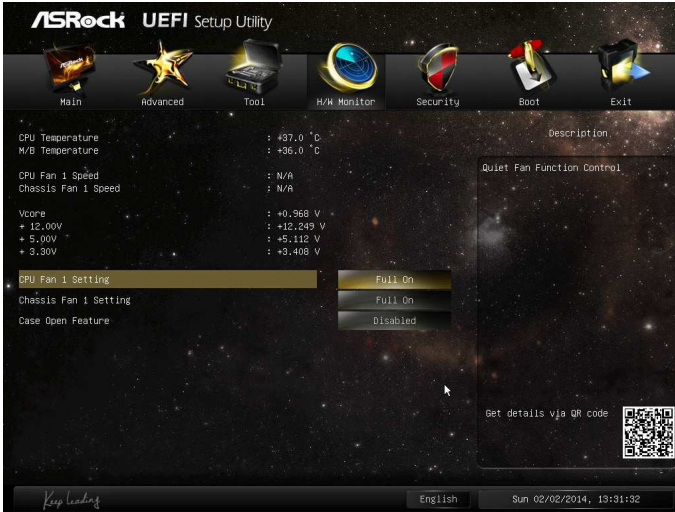 ASRock UEFI Setup Utility
Main Advanced Tool H/W Monitor Security Boot Exit
CPU Temperature : +37.0 °C
M/B Temperature : +36.0 °C
CPU Fan 1 Speed : N/A
Chassis Fan 1 Speed : N/A
Vcore : +0.968 V
+ 12.00V : +12.249 V
+ 5.00V : +5.112 V
+ 3.30V : +3.408 V
CPU Fan 1 Setting Full On
Chassis Fan 1 Setting Full On
Case Open Feature Disabled
Description
Quiet Fan Function Control
Get details via QR code
Keep Leading
English
Sun 02/02/2014, 13:31:32